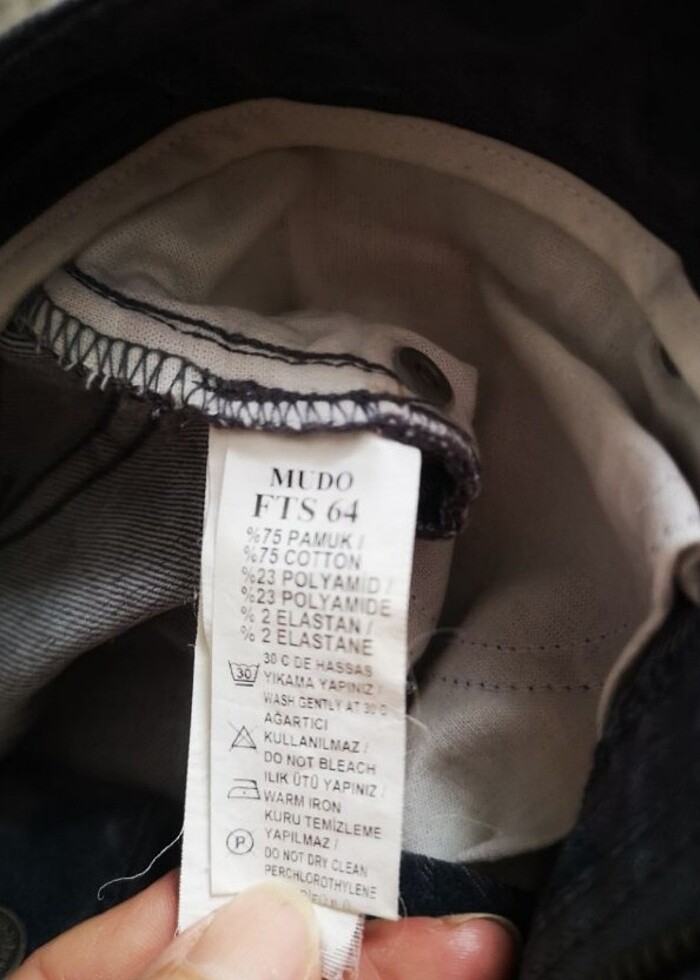 MUDO
FTS 64
%75 PAMUK /
%75 COTTON
%23 POLYAMID /
%23 POLYAMIDE
% 2 ELASTAN /
% 2 ELASTANE
30 C DE HASSAS
30
YIKAMA YAPINIZ /
WASH GENTLY AT 30 C
AĞARTICI
KULLANILMAZ /
DO NOT BLEACH
ILIK ÜTÜ YAPINIZ /
WARM IRON
KURU TEMİZLEME
P
YAPILMAZ /
DO NOT DRY CLEAN
PERCHLOROTHYLENE